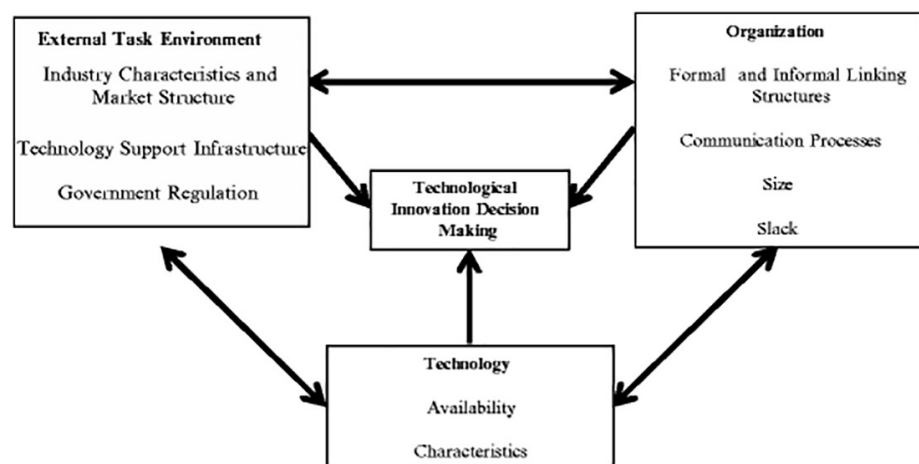 External Task Environment
Industry Characteristics and
Market Structure
Technology Support Infrastructure
Government Regulation
Organization
Formal and Informal Linking
Structures
Communication Processes
Size
Slack
Technological
Innovation Decision
Making
Technology
Availability
Characteristics